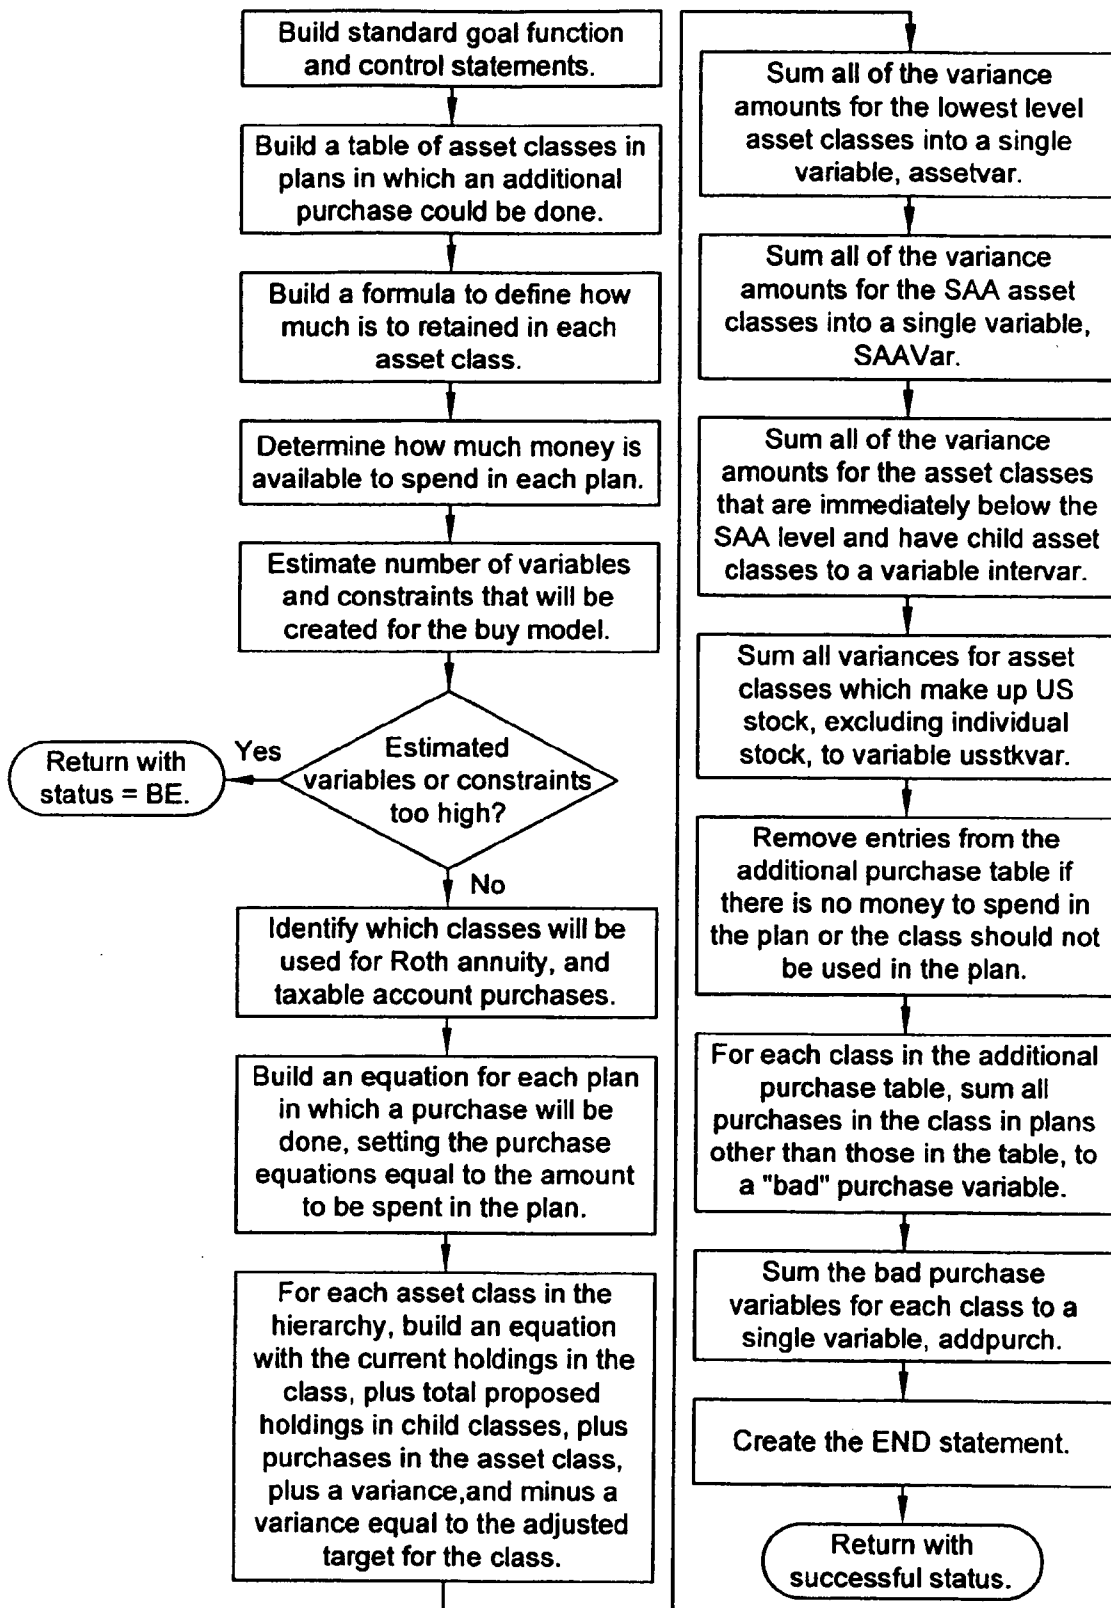 Build standard goal function
and control statements.
Build a table of asset classes in
plans in which an additional
purchase could be done.
Build a formula to define how
much is to retained in each
asset class.
Determine how much money is
available to spend in each plan.
Estimate number of variables
and constraints that will be
created for the buy model.
Estimated
variables or constraints
too high?
Yes
Return with
status = BE.
No
Identify which classes will be
used for Roth annuity, and
taxable account purchases.
Build an equation for each plan
in which a purchase will be
done, setting the purchase
equations equal to the amount
to be spent in the plan.
For each asset class in the
hierarchy, build an equation
with the current holdings in the
class, plus total proposed
holdings in child classes, plus
purchases in the asset class,
plus a variance,and minus a
variance equal to the adjusted
target for the class.
Sum all of the variance
amounts for the lowest level
asset classes into a single
variable, assetvar.
Sum all of the variance
amounts for the SAA asset
classes into a single variable,
SAAVar.
Sum all of the variance
amounts for the asset classes
that are immediately below the
SAA level and have child asset
classes to a variable intervar.
Sum all variances for asset
classes which make up US
stock, excluding individual
stock, to variable usstkvar.
Remove entries from the
additional purchase table if
there is no money to spend in
the plan or the class should not
be used in the plan.
For each class in the additional
purchase table, sum all
purchases in the class in plans
other than those in the table, to
a "bad" purchase variable.
Sum the bad purchase
variables for each class to a
single variable, addpurch.
Create the END statement.
Return with
successful status.